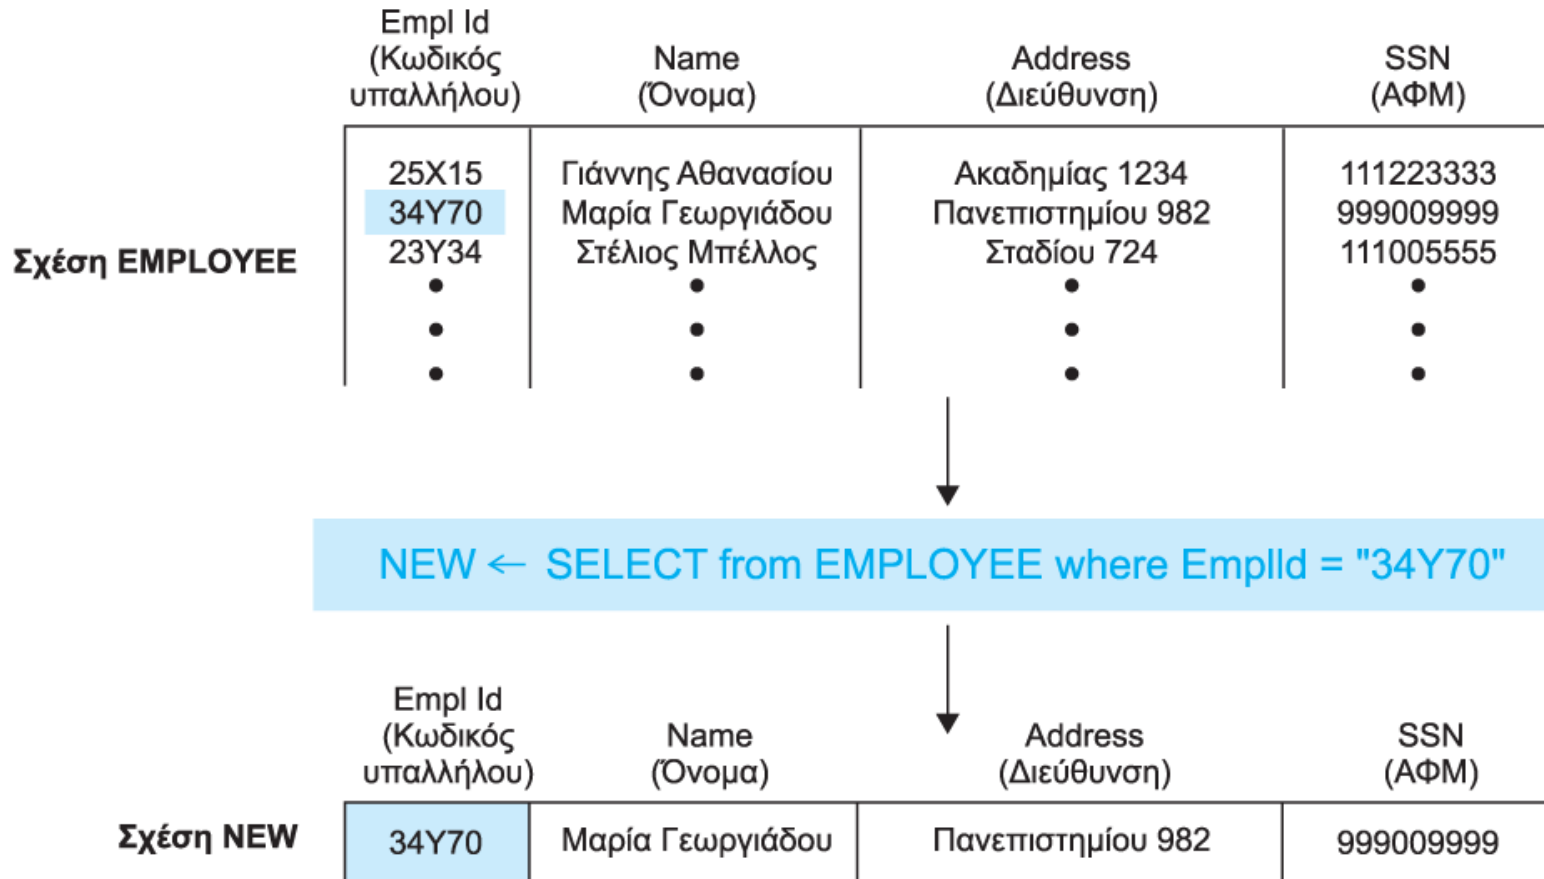 Empl Id
(Κωδικός
υπαλλήλου)
Name
(Όνομα)
Address
(Διεύθυνση)
SSN
(ΑΦΜ)
Σχέση EMPLOYEE
25X15 Γιάννης Αθανασίου Ακαδημίας 1234 111223333
34Y70 Μαρία Γεωργιάδου Πανεπιστημίου 982 999009999
23Y34 Στέλιος Μπέλλος Σταδίου 724 111005555
NEW ← SELECT from EMPLOYEE where EmplId = "34Y70"
Empl Id
(Κωδικός
υπαλλήλου)
Name
(Όνομα)
Address
(Διεύθυνση)
SSN
(ΑΦΜ)
Σχέση NEW
34Y70 Μαρία Γεωργιάδου Πανεπιστημίου 982 999009999